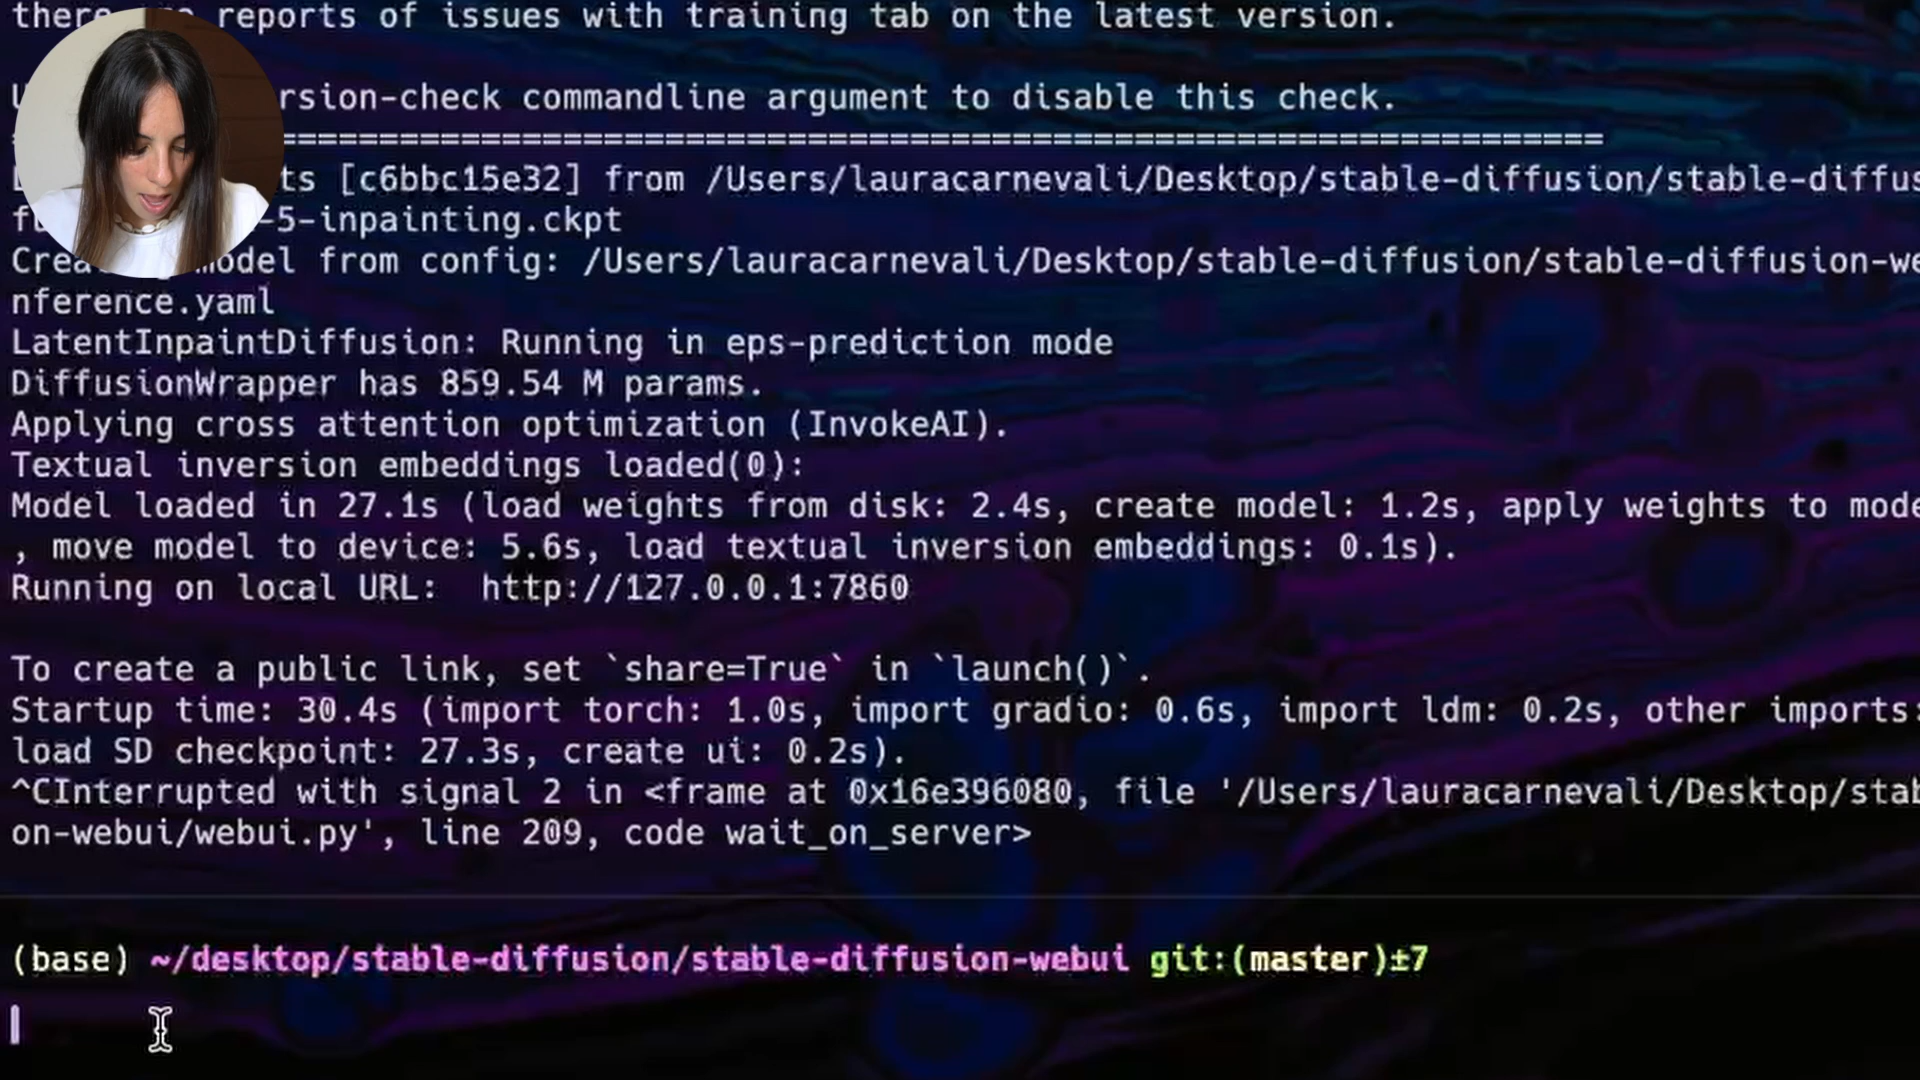 reports of issues with training tab on the latest version.
rsion-check commandline argument to disable this check.
================================================================
ts [c6bbc15e32] from /Users/lauracarnevali/Desktop/stable-diffusion/stable-diffus
-5-inpainting.ckpt
model from config: /Users/lauracarnevali/Desktop/stable-diffusion/stable-diffusion-we
nference.yaml
LatentInpaintDiffusion: Running in eps-prediction mode
DiffusionWrapper has 859.54 M params.
Applying cross attention optimization (InvokeAI).
Textual inversion embeddings loaded(0):
Model loaded in 27.1s (load weights from disk: 2.4s, create model: 1.2s, apply weights to mode
, move model to device: 5.6s, load textual inversion embeddings: 0.1s).
Running on local URL:  http://127.0.0.1:7860
To create a public link, set `share=True` in `launch()`.
Startup time: 30.4s (import torch: 1.0s, import gradio: 0.6s, import ldm: 0.2s, other imports:
load SD checkpoint: 27.3s, create ui: 0.2s).
^CInterrupted with signal 2 in <frame at 0x16e396080, file '/Users/lauracarnevali/Desktop/stab
on-webui/webui.py', line 209, code wait_on_server>
(base) ~/desktop/stable-diffusion/stable-diffusion-webui git:(master)±7